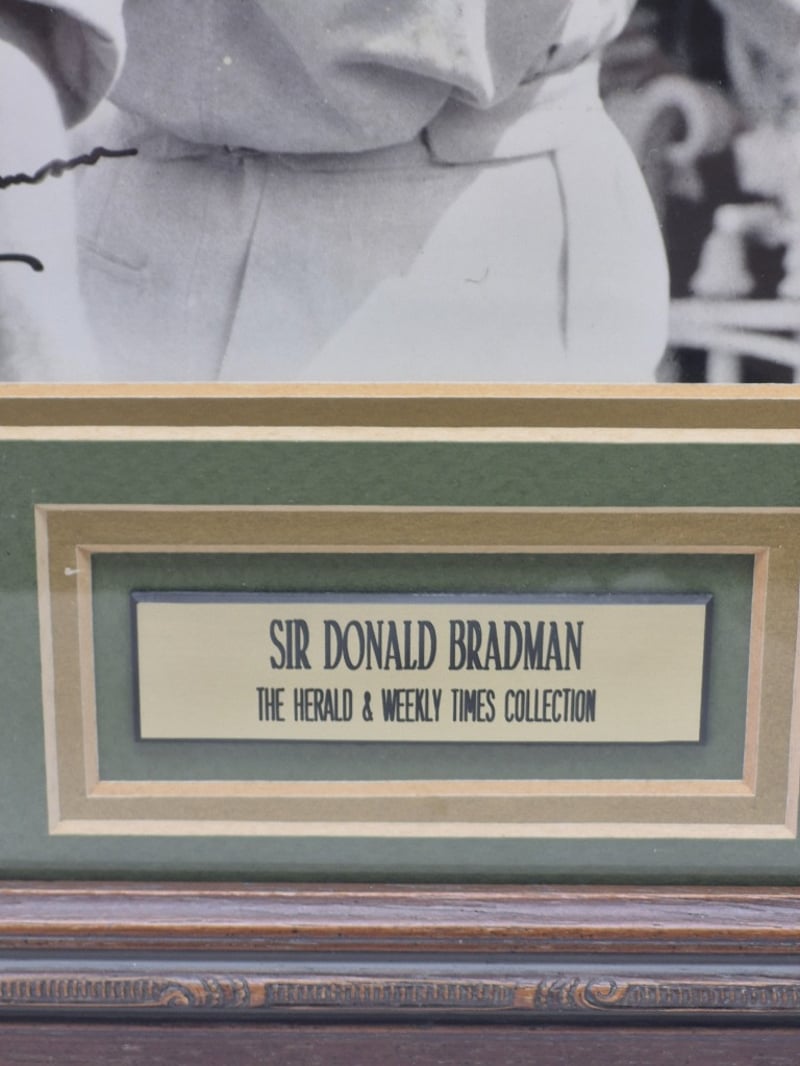 SIR DONALD BRADMAN
THE HERALD & WEEKLY TIMES COLLECTION